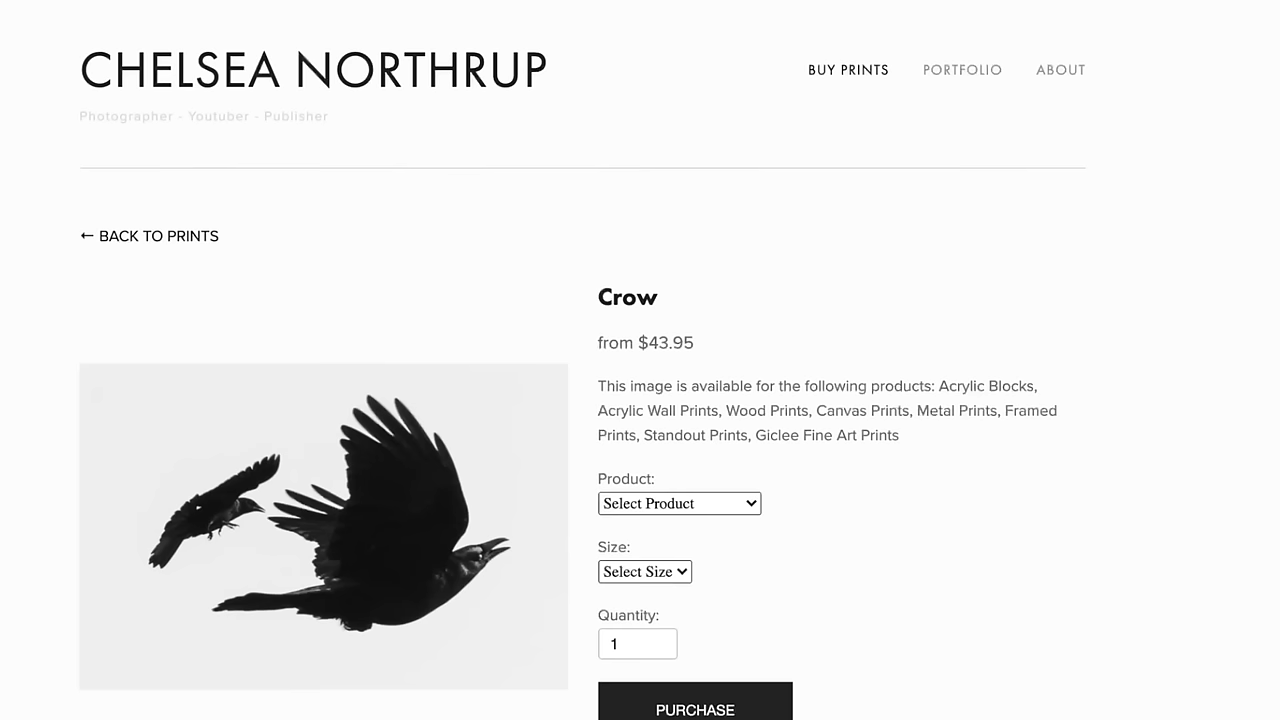 CHELSEA NORTHRUP
BUY PRINTS PORTFOLIO ABOUT
Photographer - Youtuber - Publisher
← BACK TO PRINTS
Crow
from $43.95
This image is available for the following products: Acrylic Blocks,
Acrylic Wall Prints, Wood Prints, Canvas Prints, Metal Prints, Framed
Prints, Standout Prints, Giclee Fine Art Prints
Product:
Select Product
Size:
Select Size
Quantity:
1
PURCHASE